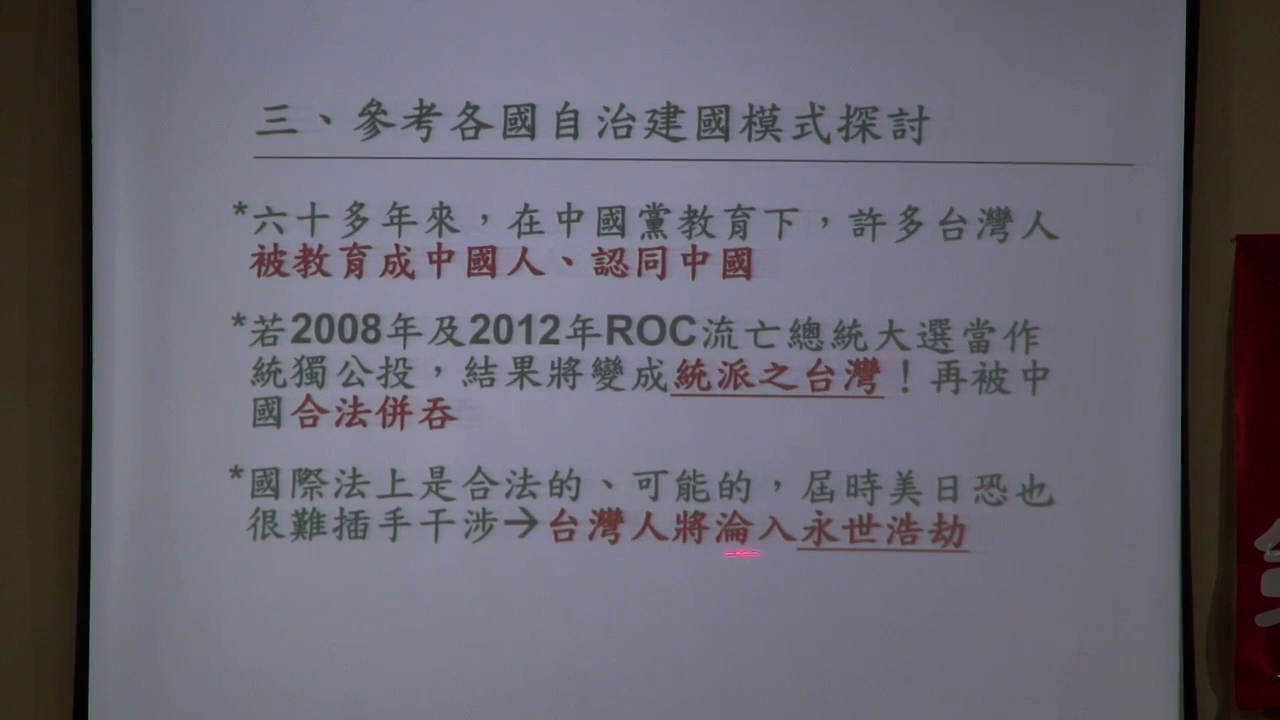 三、參考各國自治建國模式探討
*六十多年來，在中國黨教育下，許多台灣人
被教育成中國人、認同中國
*若2008年及2012年ROC流亡總統大選當作
統獨公投，結果將變成統派之台灣！再被中
國合法併吞
*國際法上是合法的、可能的，屆時美日恐也
很難插手干涉→台灣人將淪入永世浩劫